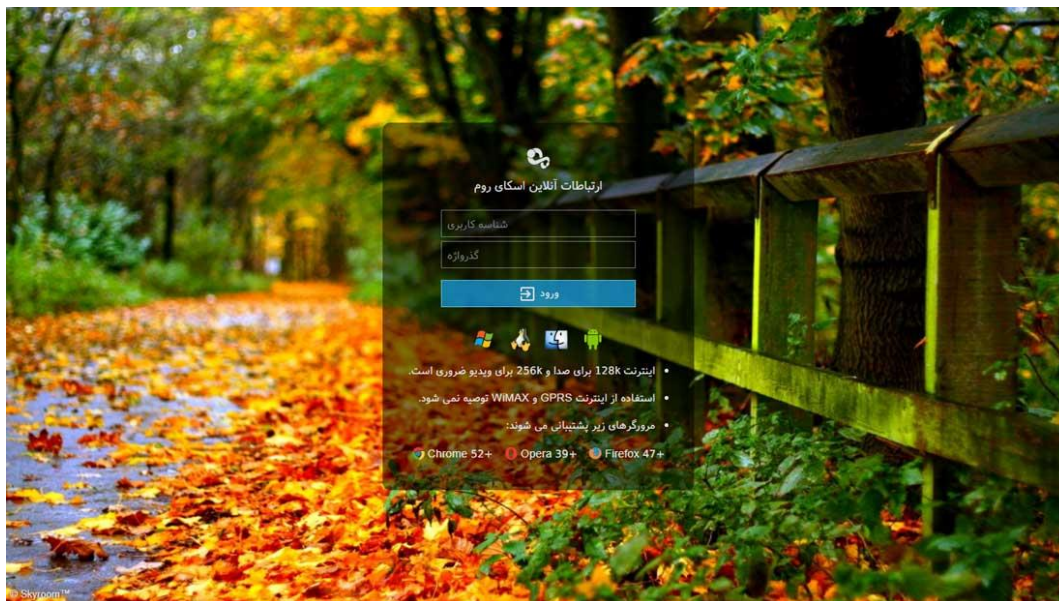 ارتباطات آنلاین اسکای روم
شناسه کاربری
گذرواژه
ورود
اینترنت 128k برای صدا و 256k برای ویدیو ضروری است.
استفاده از اینترنت GPRS و WiMAX توصیه نمی شود.
مرورگرهای زیر پشتیبانی می شوند:
Chrome 52+ Opera 39+ Firefox 47+
© Skyroom™